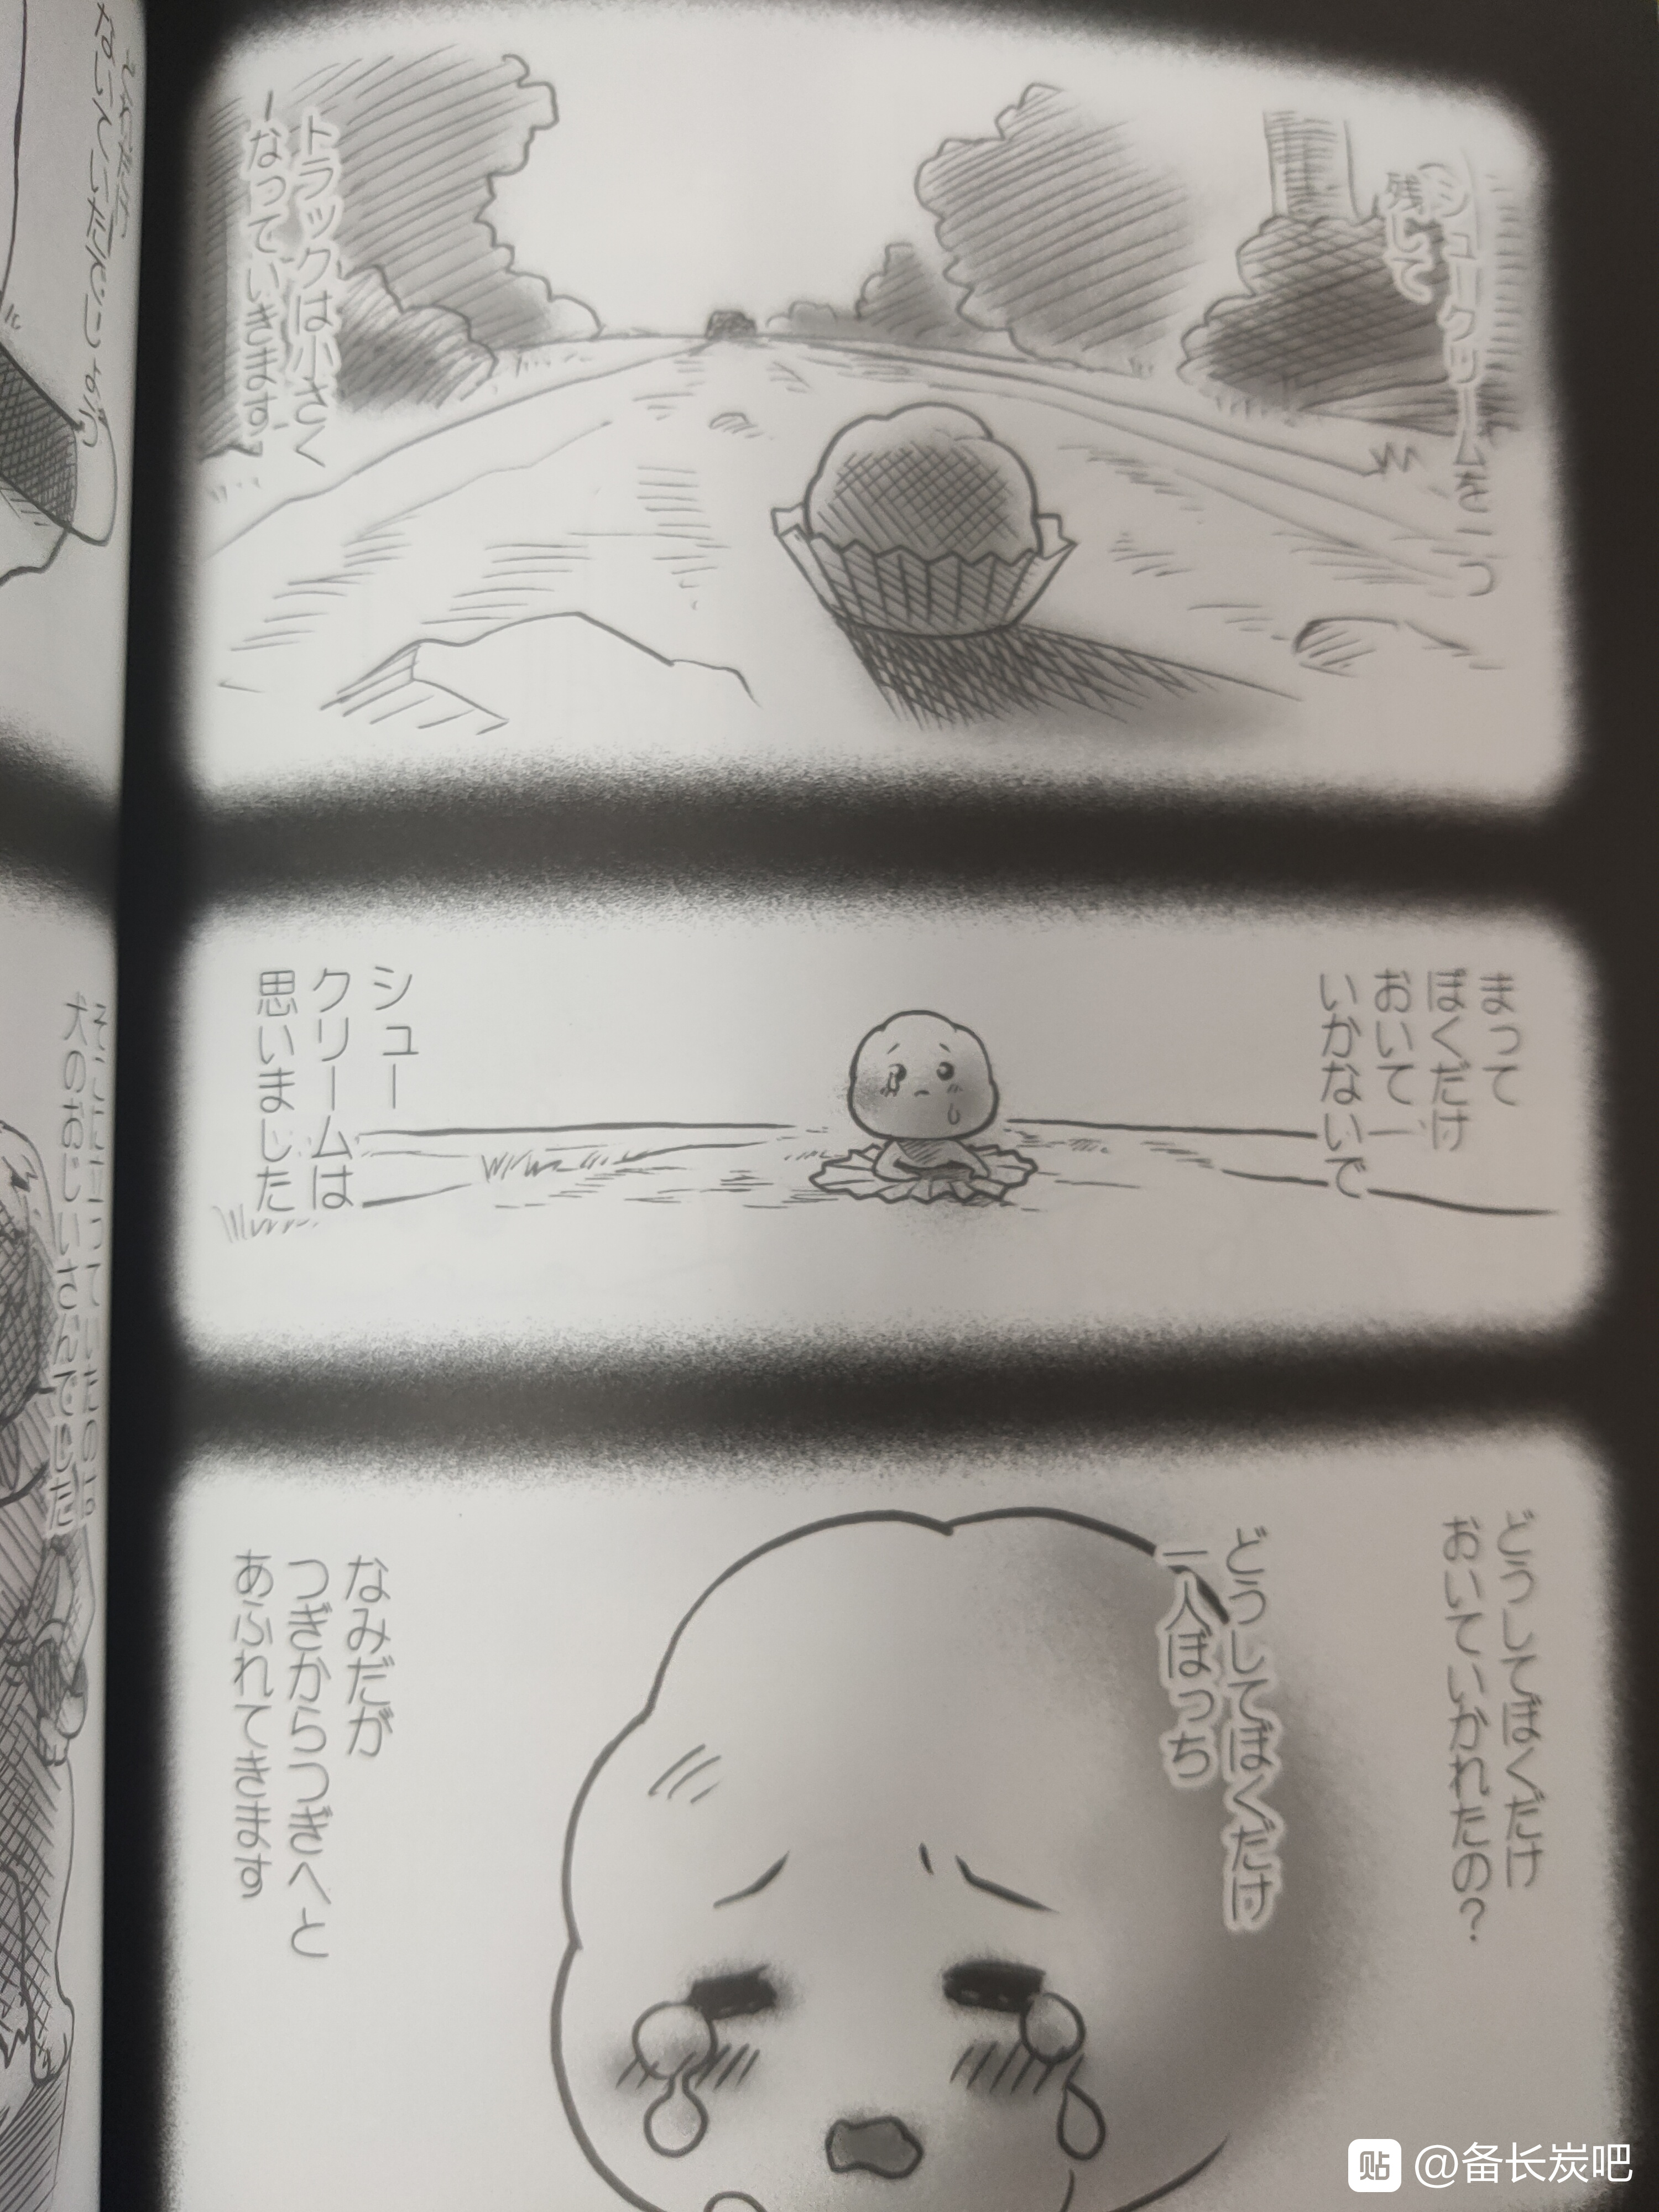 シュークリームを一つ
残して
トラックは小さく
なっていきます
まって
ぼくだけ
おいて
いかないで
シュー
クリームは
思いました
どうしてぼくだけ
おいていかれたの？
どうしてぼくだけ
一人ぼっち
なみだが
つぎからつぎへと
あふれてきます
犬のおじいさんでした
贴 @备长炭吧